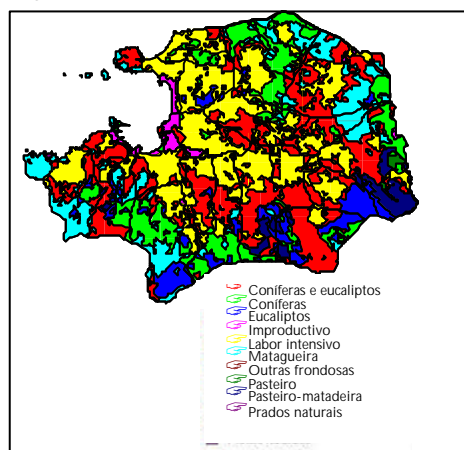 Coníferas e eucaliptos
Coníferas
Eucaliptos
Improductivo
Labor intensivo
Matagueira
Outras frondosas
Pasteiro
Pasteiro-matadeira
Prados naturais